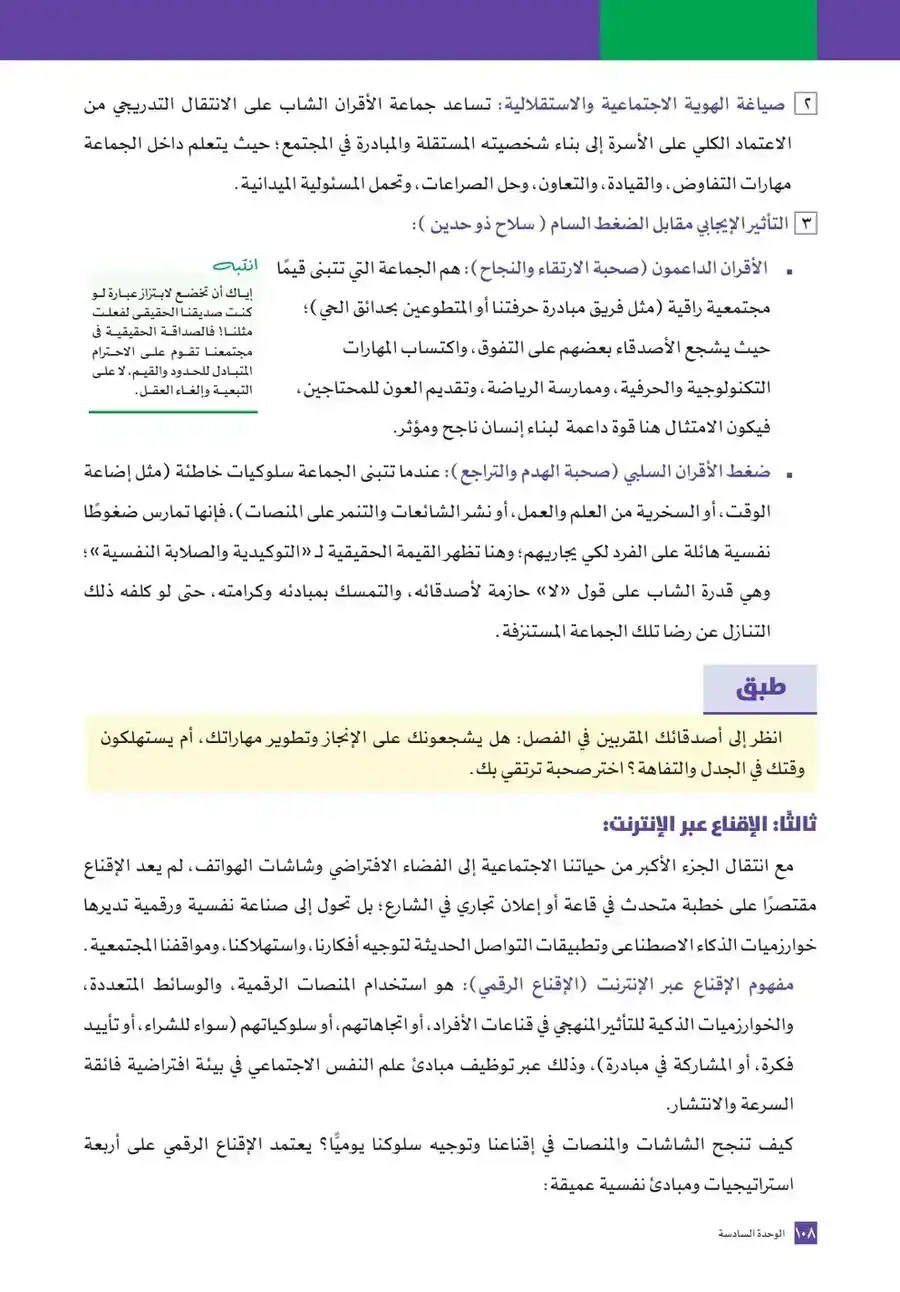 ٢ صياغة الهوية الاجتماعية والاستقلالية: تساعد جماعة الأقران الشاب على الانتقال التدريجي من
الاعتماد الكلي على الأسرة إلى بناء شخصيته المستقلة والمبادرة في المجتمع؛ حيث يتعلم داخل الجماعة
مهارات التفاوض، والقيادة، والتعاون، وحل الصراعات، وتحمل المسئولية الميدانية.
٣ التأثير الإيجابي مقابل الضغط السام ( سلاح ذو حدين ):
▪ الأقران الداعمون (صحبة الارتقاء والنجاح): هم الجماعة التي تتبنى قيمًا
مجتمعية راقية (مثل فريق مبادرة حرفتنا أو المتطوعين بحدائق الحي)؛
حيث يشجع الأصدقاء بعضهم على التفوق، واكتساب المهارات
التكنولوجية والحرفية، وممارسة الرياضة، وتقديم العون للمحتاجين،
فيكون الامتثال هنا قوة داعمة لبناء إنسان ناجح ومؤثر.
انتبه
إياك أن تخضع لابتزاز عبارة لو
كنت صديقنا الحقيقى لفعلت
مثلنا! فالصداقة الحقيقية فى
مجتمعنا تقوم على الاحترام
المتبادل للحدود والقيم، لا على
التبعية وإلغاء العقل.
▪ ضغط الأقران السلبي (صحبة الهدم والتراجع): عندما تتبنى الجماعة سلوكيات خاطئة (مثل إضاعة
الوقت، أو السخرية من العلم والعمل، أو نشر الشائعات والتنمر على المنصات)، فإنها تمارس ضغوطًا
نفسية هائلة على الفرد لكي يجاريهم؛ وهنا تظهر القيمة الحقيقية لـ «التوكيدية والصلابة النفسية»؛
وهي قدرة الشاب على قول «لا» حازمة لأصدقائه، والتمسك بمبادئه وكرامته، حتى لو كلفه ذلك
التنازل عن رضا تلك الجماعة المستنزفة.
طبق
انظر إلى أصدقائك المقربين في الفصل: هل يشجعونك على الإنجاز وتطوير مهاراتك، أم يستهلكون
وقتك في الجدل والتفاهة؟ اختر صحبة ترتقي بك.
ثالثًا: الإقناع عبر الإنترنت:
مع انتقال الجزء الأكبر من حياتنا الاجتماعية إلى الفضاء الافتراضي وشاشات الهواتف، لم يعد الإقناع
مقتصرًا على خطبة متحدث في قاعة أو إعلان تجاري في الشارع؛ بل تحول إلى صناعة نفسية ورقمية تديرها
خوارزميات الذكاء الاصطناعى وتطبيقات التواصل الحديثة لتوجيه أفكارنا، واستهلاكنا، ومواقفنا المجتمعية.
مفهوم الإقناع عبر الإنترنت (الإقناع الرقمي): هو استخدام المنصات الرقمية، والوسائط المتعددة،
والخوارزميات الذكية للتأثير المنهجي في قناعات الأفراد، أو اتجاهاتهم، أو سلوكياتهم (سواء للشراء، أو تأييد
فكرة، أو المشاركة في مبادرة)، وذلك عبر توظيف مبادئ علم النفس الاجتماعي في بيئة افتراضية فائقة
السرعة والانتشار.
كيف تنجح الشاشات والمنصات في إقناعنا وتوجيه سلوكنا يوميًّا؟ يعتمد الإقناع الرقمي على أربعة
استراتيجيات ومبادئ نفسية عميقة:
١٠٨ الوحدة السادسة